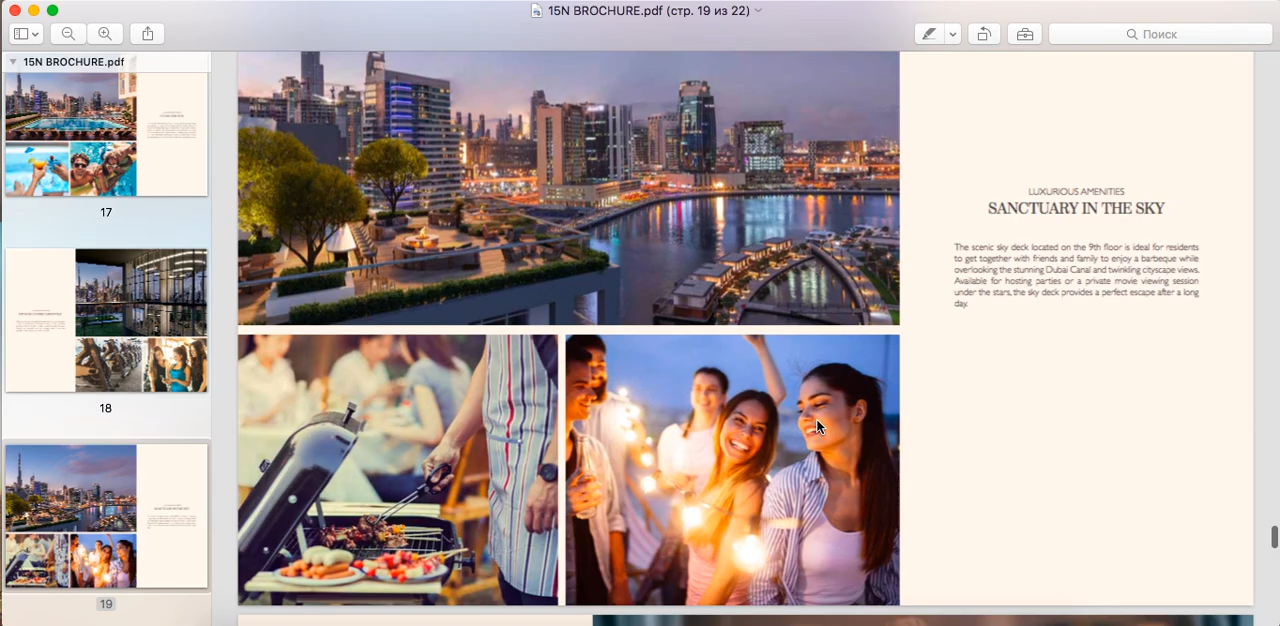 15N BROCHURE.pdf (стр. 19 из 22)
Поиск
15N BROCHURE.pdf
17
18
19
LUXURIOUS AMENITIES
SANCTUARY IN THE SKY
The scenic sky deck located on the 9th floor is ideal for residents
to get together with friends and family to enjoy a barbeque while
overlooking the stunning Dubai Canal and twinkling cityscape views.
Available for hosting parties or a private movie viewing session
under the stars, the sky deck provides a perfect escape after a long
day.